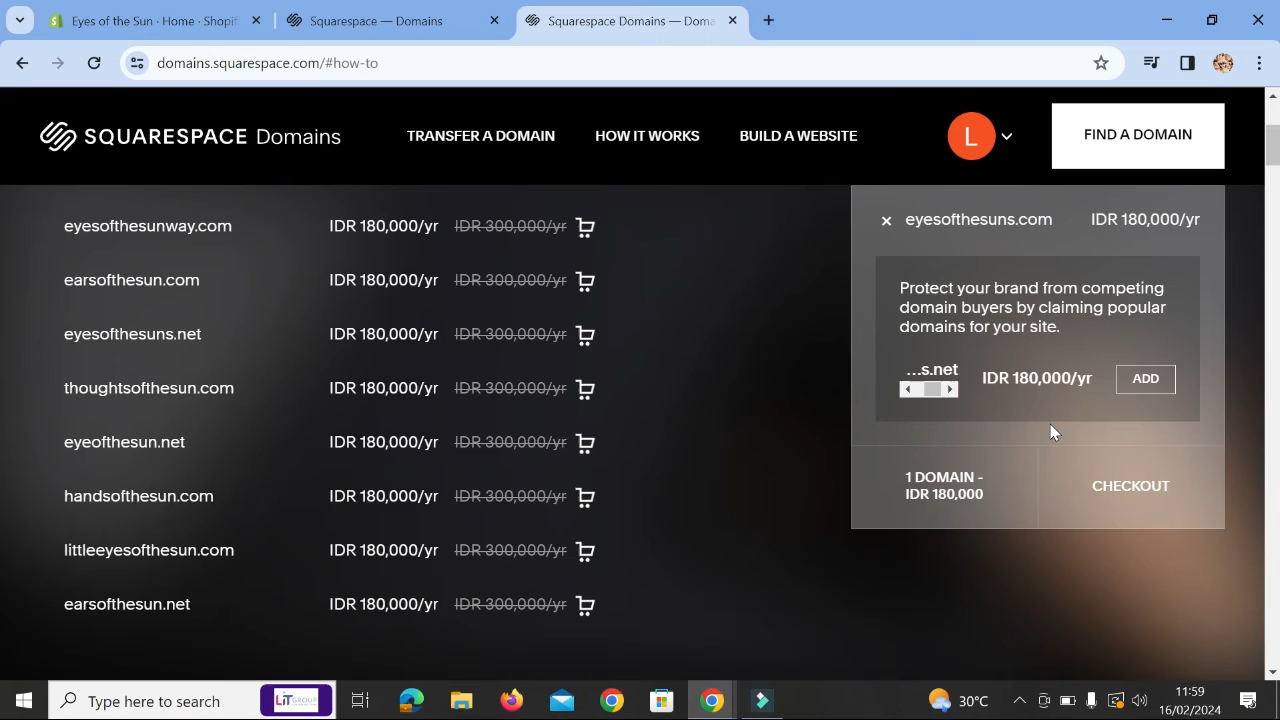 Eyes of the Sun · Home · Shopif
Squarespace — Domains
Squarespace Domains — Doma
domains.squarespace.com/#how-to
SQUARESPACE Domains
TRANSFER A DOMAIN
HOW IT WORKS
BUILD A WEBSITE
L
FIND A DOMAIN
eyesofthesunway.com IDR 180,000/yr IDR 300,000/yr
earsofthesun.com IDR 180,000/yr IDR 300,000/yr
eyesofthesuns.net IDR 180,000/yr IDR 300,000/yr
thoughtsofthesun.com IDR 180,000/yr IDR 300,000/yr
eyeofthesun.net IDR 180,000/yr IDR 300,000/yr
handsofthesun.com IDR 180,000/yr IDR 300,000/yr
littleeyesofthesun.com IDR 180,000/yr IDR 300,000/yr
earsofthesun.net IDR 180,000/yr IDR 300,000/yr
eyesofthesuns.com IDR 180,000/yr
Protect your brand from competing
domain buyers by claiming popular
domains for your site.
...s.net IDR 180,000/yr ADD
1 DOMAIN -
IDR 180,000
CHECKOUT
Type here to search
LiT GROUP
30°C
11:59
16/02/2024